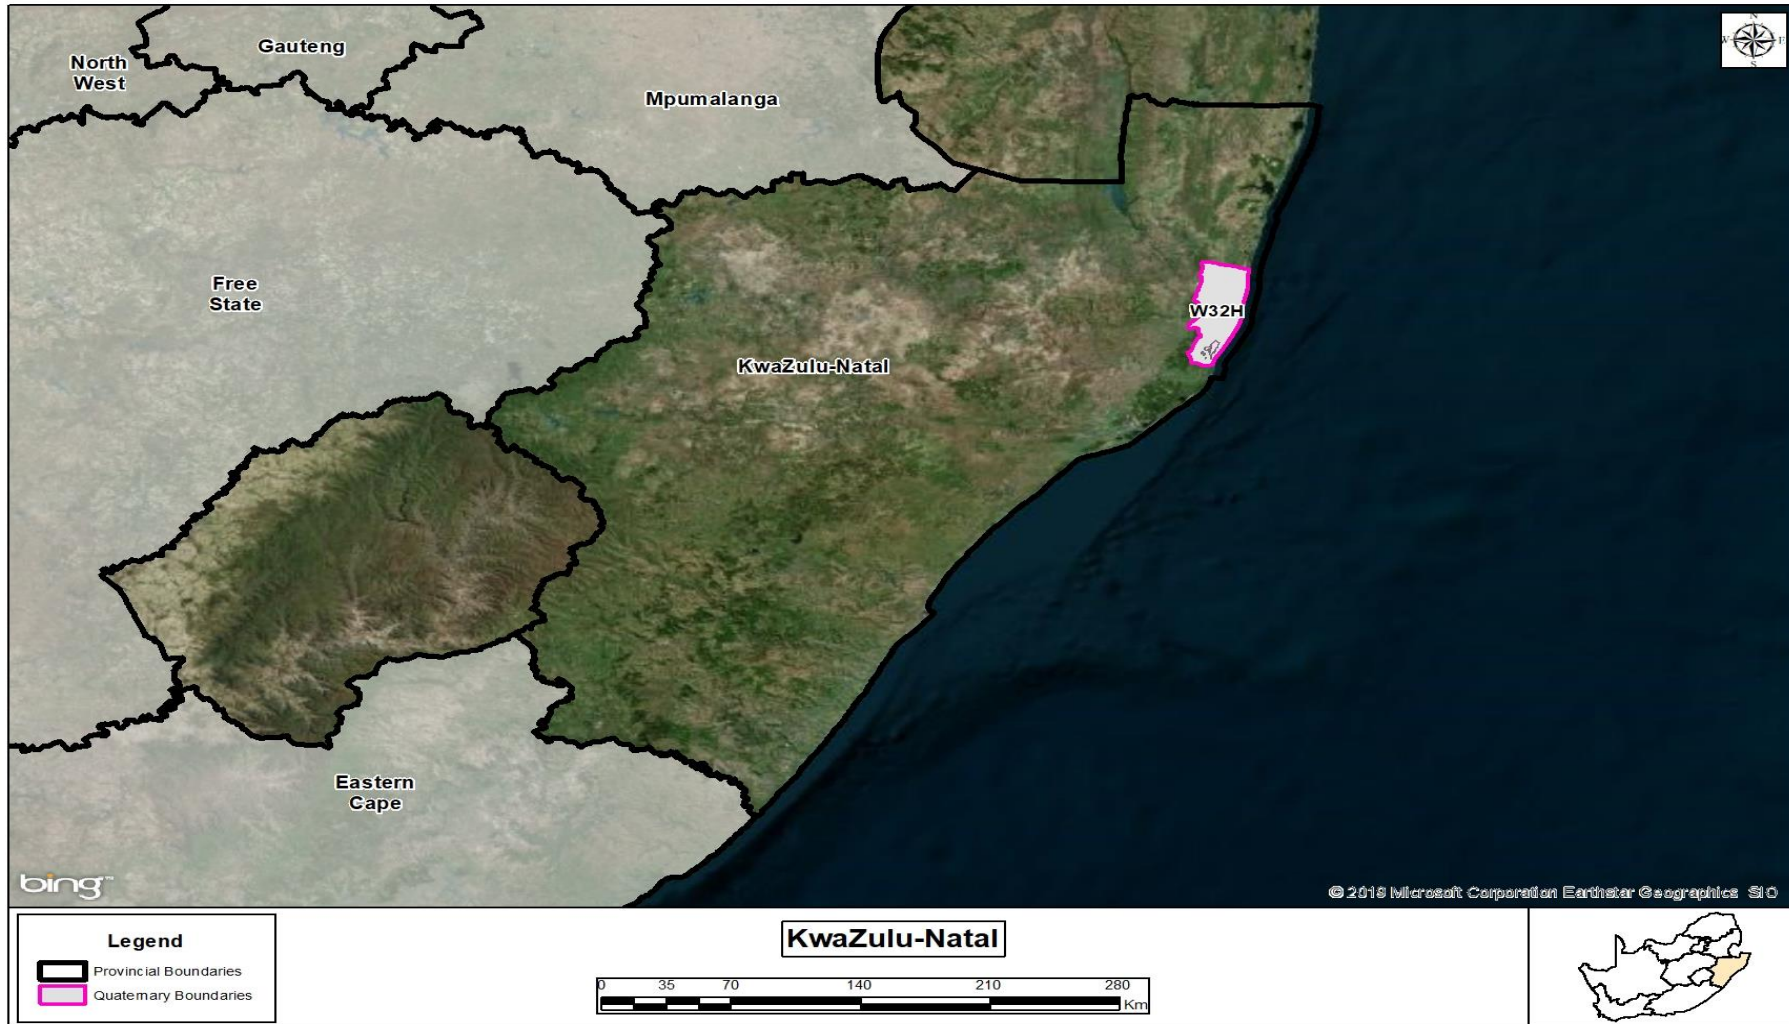 N
W E
S
Gauteng
North
West
Mpumalanga
Free
State
W32H
KwaZulu-Natal
Eastern
Cape
bing™
© 2019 Microsoft Corporation Earthstar Geographics SIO
Legend
Provincial Boundaries
Quaternary Boundaries
KwaZulu-Natal
0 35 70 140 210 280
Km